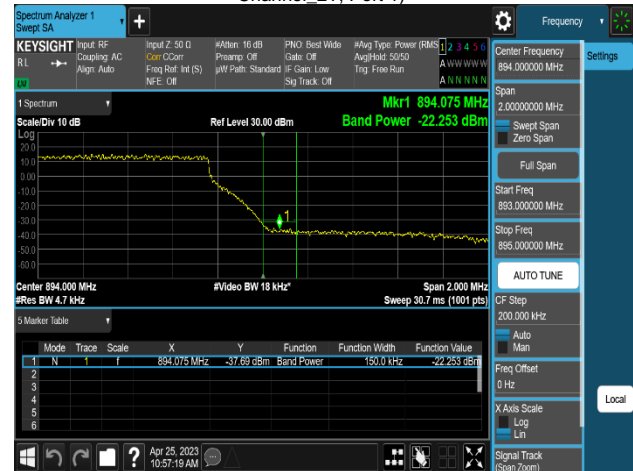 Spectrum Analyzer 1
Swept SA
Frequency
KEYSIGHT
RL
Input: RF
Coupling: AC
Align: Auto
Input Z: 50 Ω
Corr CCorr
Freq Ref: Int (S)
NFE: Off
#Atten: 16 dB
Preamp: Off
µW Path: Standard
PNO: Best Wide
Gate: Off
IF Gain: Low
Sig Track: Off
#Avg Type: Power (RMS
Avg|Hold: 50/50
Trig: Free Run
1 2 3 4 5 6
A WW WW W
A N N N N N
1 Spectrum
Scale/Div 10 dB
Ref Level 30.00 dBm
Mkr1 894.075 MHz
Band Power -22.253 dBm
Log
20.0
10.0
0.00
-10.0
-20.0
-30.0
-40.0
-50.0
-60.0
1
Center 894.000 MHz
#Video BW 18 kHz*
Span 2.000 MHz
#Res BW 4.7 kHz
Sweep 30.7 ms (1001 pts)
5 Marker Table
Mode Trace Scale X Y Function Function Width Function Value
1 N 1 f 894.075 MHz -37.69 dBm Band Power 150.0 kHz -22.253 dBm
2
3
4
5
6
Apr 25, 2023
10:57:19 AM
Center Frequency
894.000000 MHz
Span
2.00000000 MHz
Swept Span
Zero Span
Full Span
Start Freq
893.000000 MHz
Stop Freq
895.000000 MHz
AUTO TUNE
CF Step
200.000 kHz
Auto
Man
Freq Offset
0 Hz
X Axis Scale
Log
Lin
Signal Track
(Span Zoom)
Settings
Local